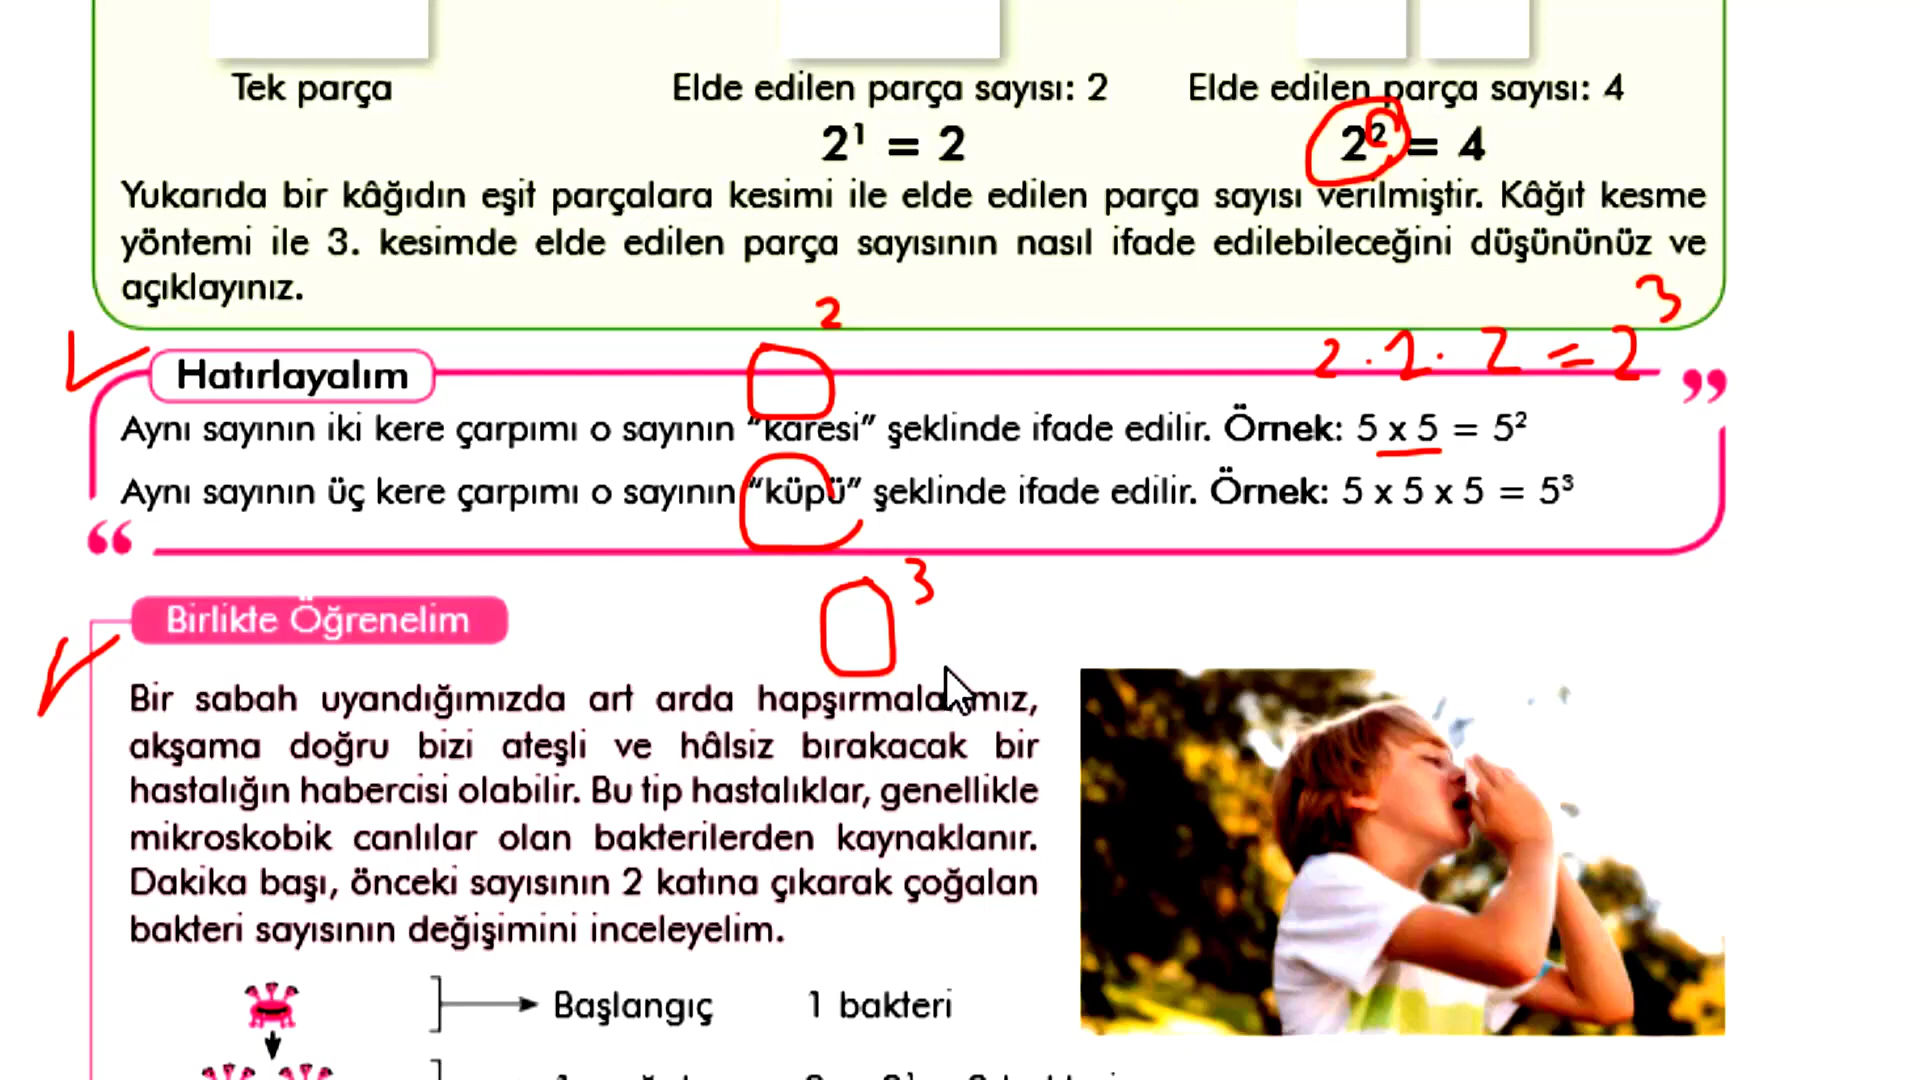 Tek parça
Elde edilen parça sayısı: 2
Elde edilen parça sayısı: 4
2¹ = 2
2² = 4
Yukarıda bir kâğıdın eşit parçalara kesimi ile elde edilen parça sayısı verilmiştir. Kâğıt kesme
yöntemi ile 3. kesimde elde edilen parça sayısının nasıl ifade edilebileceğini düşününüz ve
açıklayınız.
2
2 . 2 . 2 = 2³
Hatırlayalım
Aynı sayının iki kere çarpımı o sayının “karesi” şeklinde ifade edilir. Örnek: 5 x 5 = 5²
Aynı sayının üç kere çarpımı o sayının “küpü” şeklinde ifade edilir. Örnek: 5 x 5 x 5 = 5³
3
Birlikte Öğrenelim
Bir sabah uyandığımızda art arda mız,
akşama doğru bizi ateşli ve hâlsiz bırakacak bir
hastalığın habercisi olabilir. Bu tip hastalıklar, genellikle
mikroskobik canlılar olan bakterilerden kaynaklanır.
Dakika başı, önceki sayısının 2 katına çıkarak çoğalan
bakteri sayısının değişimini inceleyelim.
Başlangıç 1 bakteri